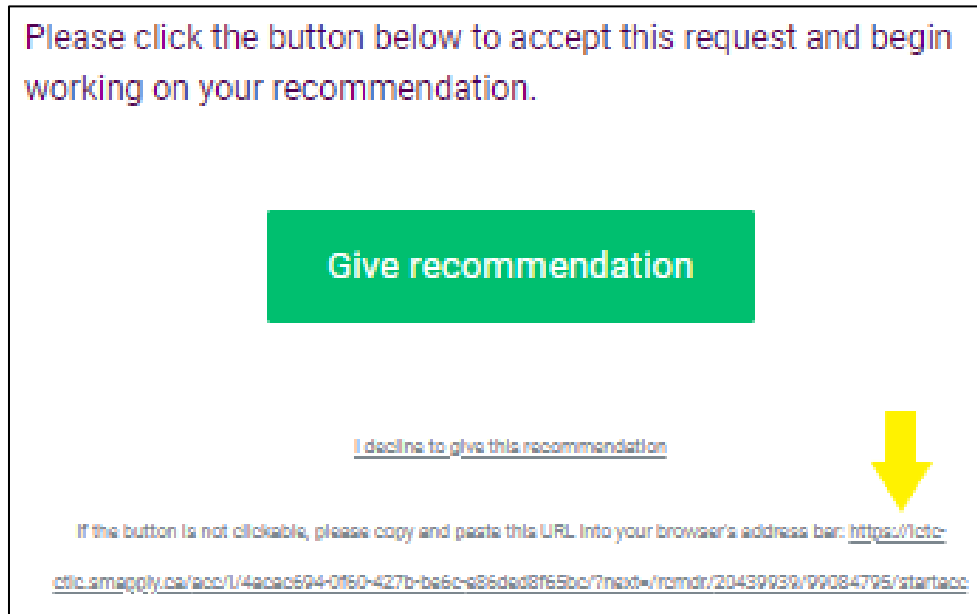 Please click the button below to accept this request and begin
working on your recommendation.
Give recommendation
I decline to give this recommendation
If the button is not clickable, please copy and paste this URL into your browser's address bar: